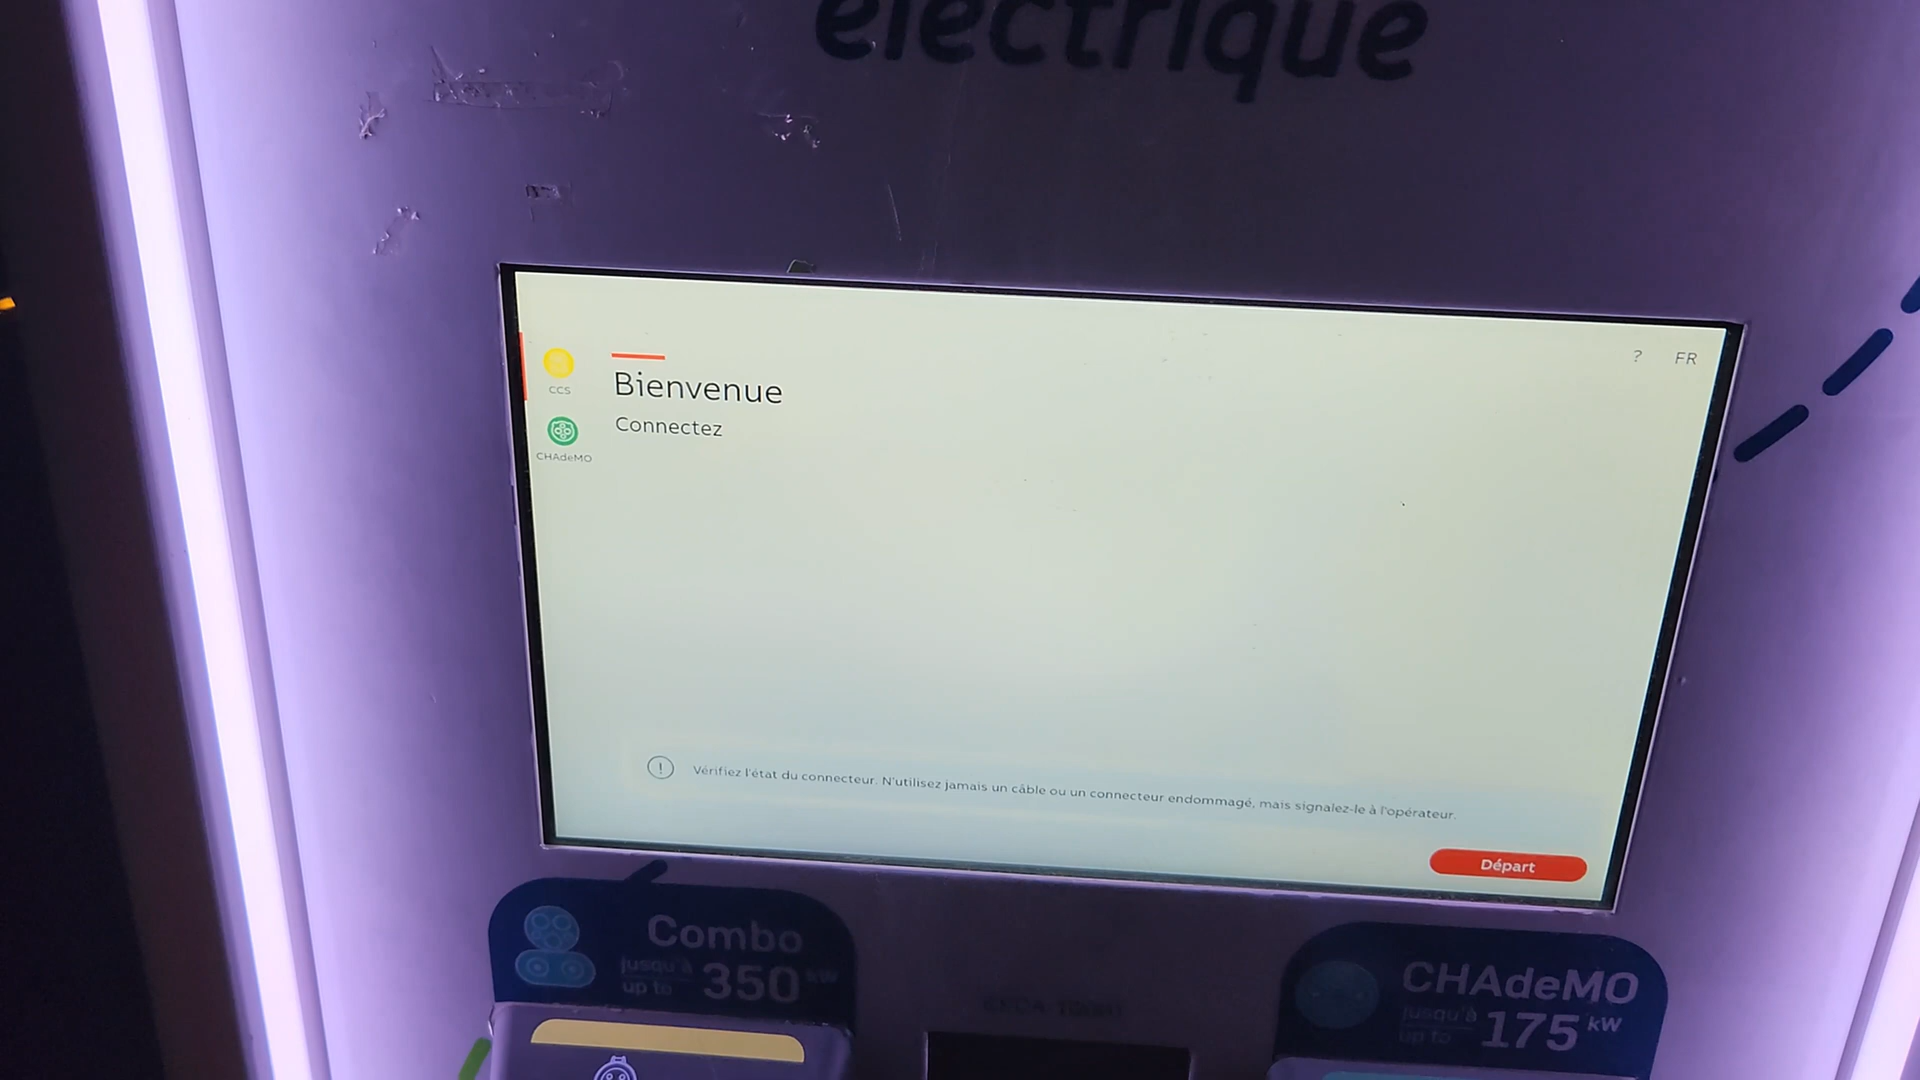 électrique
? FR
CCS
Bienvenue
Connectez
CHAdeMO
! Vérifiez l'état du connecteur. N'utilisez jamais un câble ou un connecteur endommagé, mais signalez-le à l'opérateur.
Départ
Combo
jusqu'à
up to
350 kW
CHAdeMO
jusqu'à
up to
175 kW